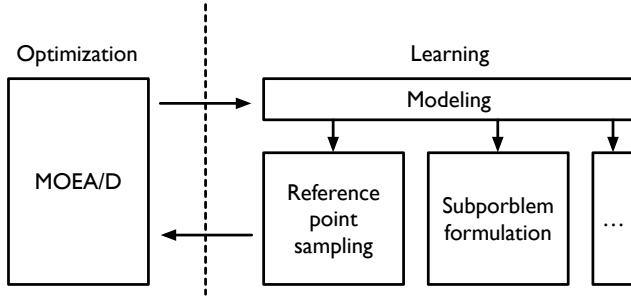 Optimization
Learning
Modeling
MOEA/D
Reference
point
sampling
Subporblem
formulation
...